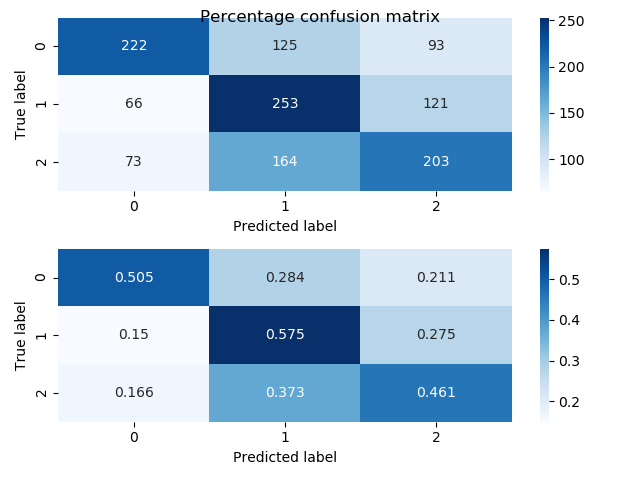 Percentage confusion matrix
0 222 125 93
1 66 253 121
2 73 164 203
True label
0 1 2
Predicted label
250
200
150
100
0 0.505 0.284 0.211
1 0.15 0.575 0.275
2 0.166 0.373 0.461
True label
0 1 2
Predicted label
0.5
0.4
0.3
0.2